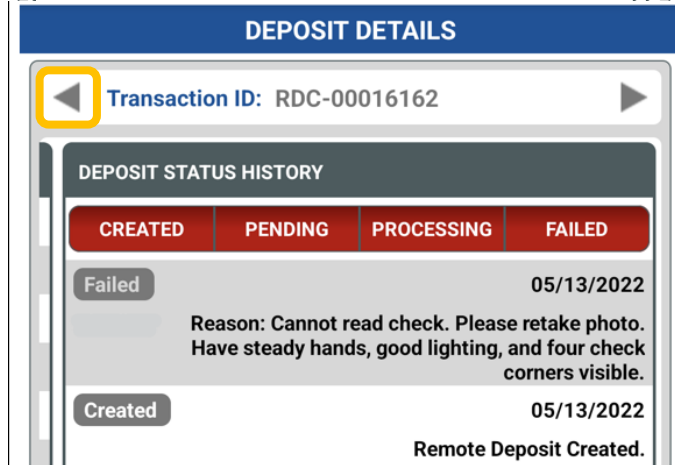 DEPOSIT DETAILS
Transaction ID: RDC-00016162
DEPOSIT STATUS HISTORY
CREATED PENDING PROCESSING FAILED
Failed 05/13/2022
Reason: Cannot read check. Please retake photo.
Have steady hands, good lighting, and four check
corners visible.
Created 05/13/2022
Remote Deposit Created.